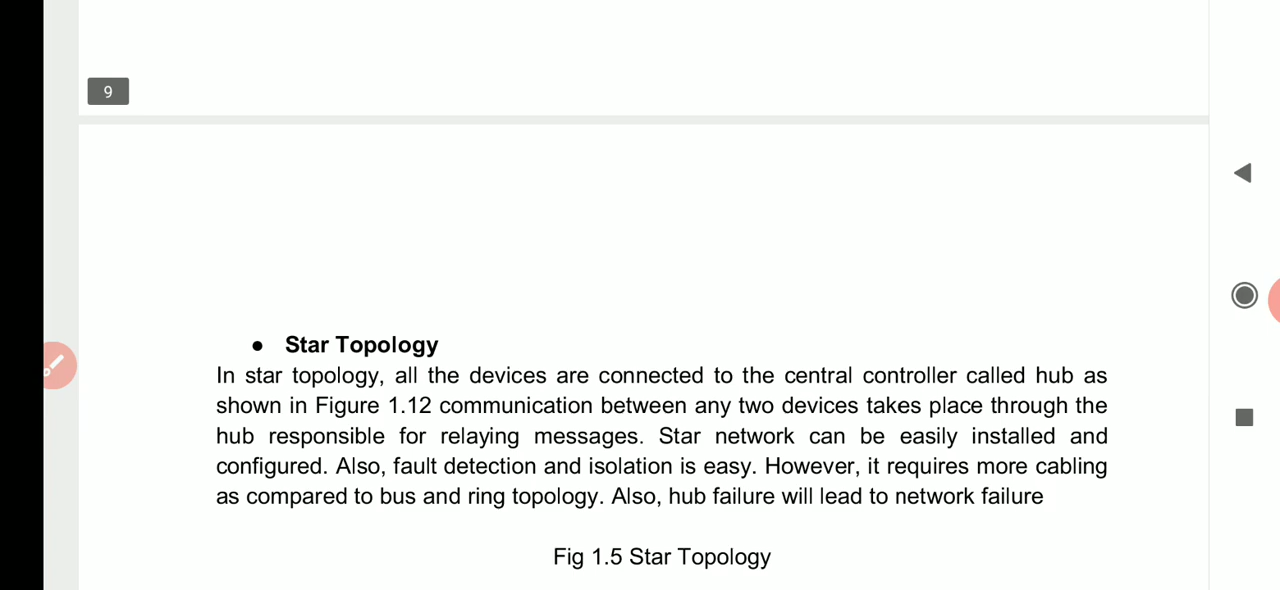 9
● Star Topology
In star topology, all the devices are connected to the central controller called hub as
shown in Figure 1.12 communication between any two devices takes place through the
hub responsible for relaying messages. Star network can be easily installed and
configured. Also, fault detection and isolation is easy. However, it requires more cabling
as compared to bus and ring topology. Also, hub failure will lead to network failure
Fig 1.5 Star Topology